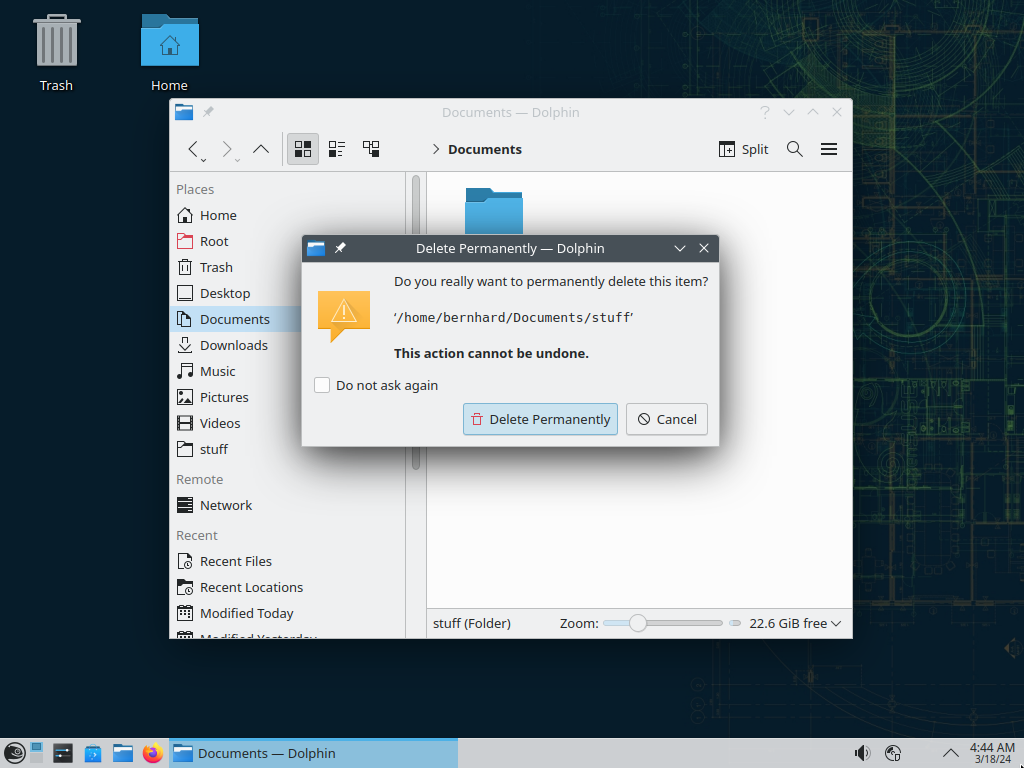 Trash
Home
Documents — Dolphin
Documents
Split
Places
Home
Root
Trash
Desktop
Documents
Downloads
Music
Pictures
Videos
stuff
Remote
Network
Recent
Recent Files
Recent Locations
Modified Today
Modified Yesterday
Delete Permanently — Dolphin
Do you really want to permanently delete this item?
‘/home/bernhard/Documents/stuff’
This action cannot be undone.
Do not ask again
Delete Permanently
Cancel
stuff (Folder)
Zoom:
22.6 GiB free
Documents — Dolphin
4:44 AM
3/18/24